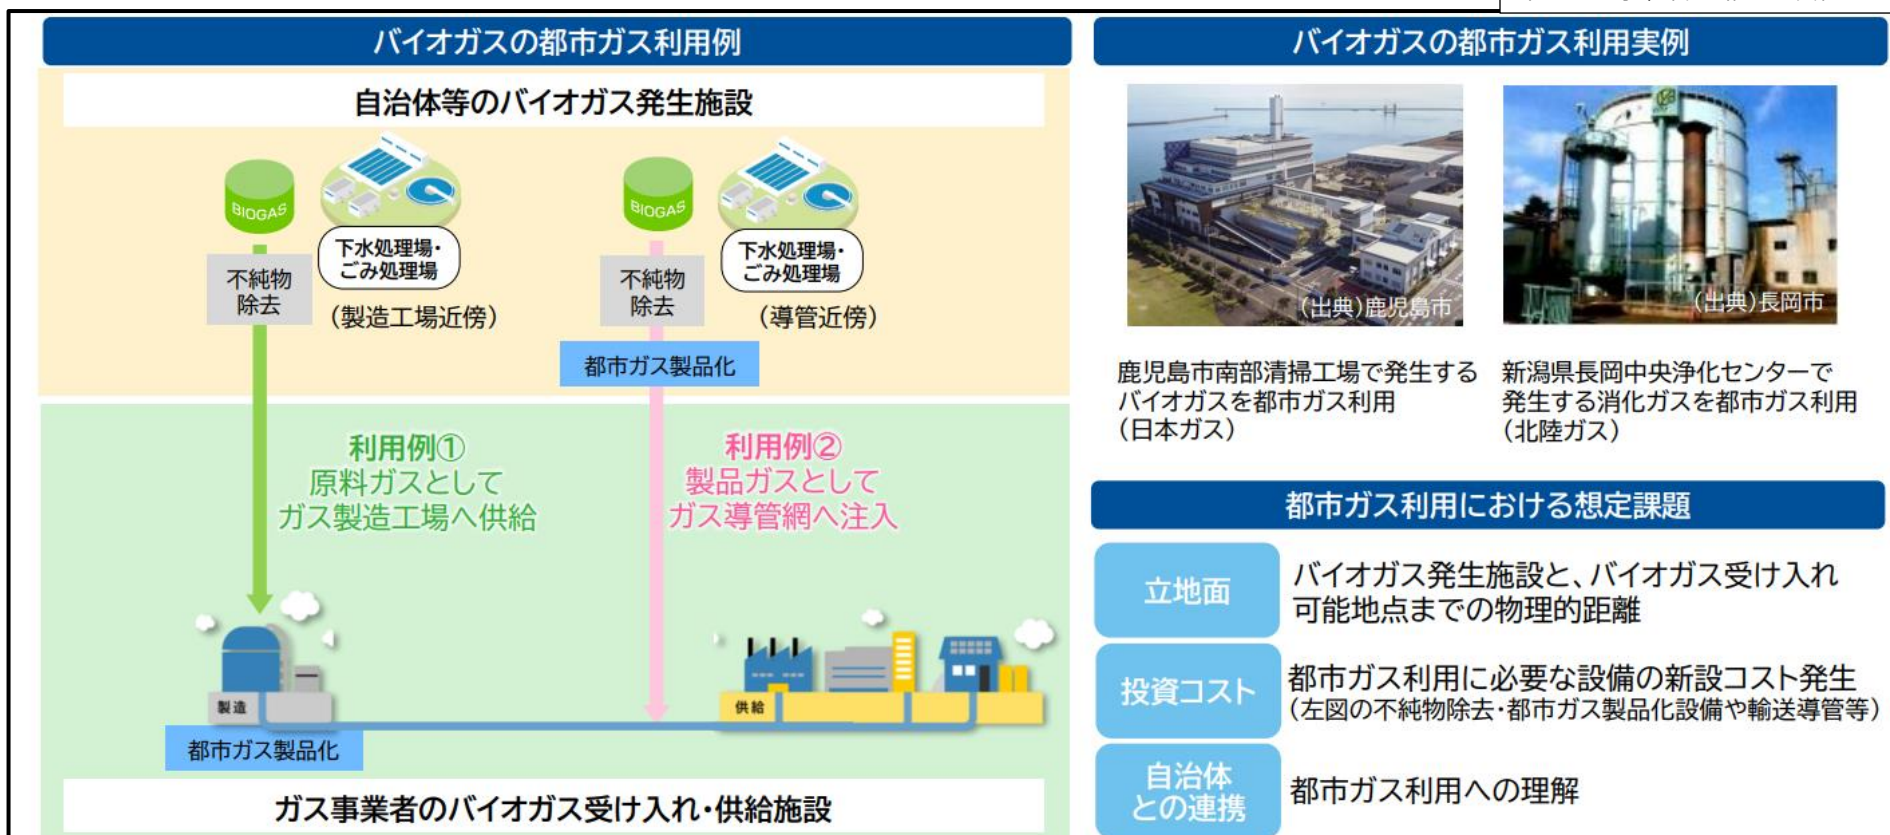 バイオガスの都市ガス利用例
自治体等のバイオガス発生施設
BIOGAS
下水処理場・
ごみ処理場
不純物
除去
（製造工場近傍）
BIOGAS
下水処理場・
ごみ処理場
不純物
除去
（導管近傍）
都市ガス製品化
利用例①
原料ガスとして
ガス製造工場へ供給
利用例②
製品ガスとして
ガス導管網へ注入
製造
供給
都市ガス製品化
ガス事業者のバイオガス受け入れ・供給施設
バイオガスの都市ガス利用実例
（出典）鹿児島市
（出典）長岡市
鹿児島市南部清掃工場で発生する
バイオガスを都市ガス利用
（日本ガス）
新潟県長岡中央浄化センターで
発生する消化ガスを都市ガス利用
（北陸ガス）
都市ガス利用における想定課題
立地面
バイオガス発生施設と、バイオガス受け入れ
可能地点までの物理的距離
投資コスト
都市ガス利用に必要な設備の新設コスト発生
（左図の不純物除去・都市ガス製品化設備や輸送導管等）
自治体
との連携
都市ガス利用への理解